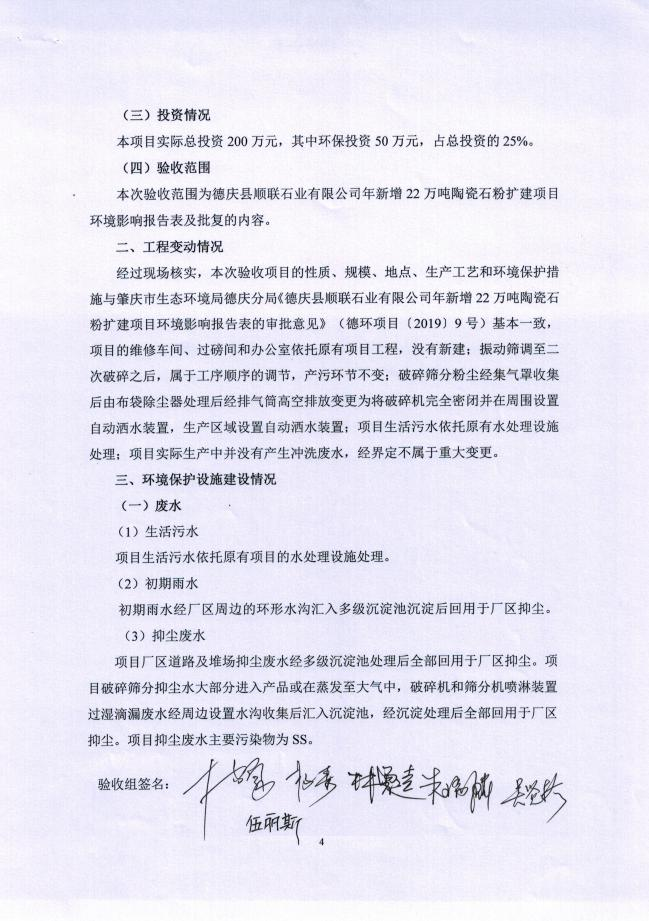 （三）投资情况
本项目实际总投资 200 万元，其中环保投资 50 万元，占总投资的 25%。
（四）验收范围
本次验收范围为德庆县顺联石业有限公司年新增 22 万吨陶瓷石粉扩建项目
环境影响报告表及批复的内容。
二、工程变动情况
经过现场核实，本次验收项目的性质、规模、地点、生产工艺和环境保护措
施与肇庆市生态环境局德庆分局《德庆县顺联石业有限公司年新增 22 万吨陶瓷石
粉扩建项目环境影响报告表的审批意见》（德环项目〔2019〕9 号）基本一致，
项目的维修车间、过磅间和办公室依托原有项目工程，没有新建；振动筛调至二
次破碎之后，属于工序顺序的调节，产污环节不变；破碎筛分粉尘经集气罩收集
后由布袋除尘器处理后经排气筒高空排放变更为将破碎机完全密闭并在周围设置
自动洒水装置，生产区域设置自动洒水装置；项目生活污水依托原有水处理设施
处理；项目实际生产中并没有产生冲洗废水，经界定不属于重大变更。
三、环境保护设施建设情况
（一）废水
（1）生活污水
项目生活污水依托原有项目的水处理设施处理。
（2）初期雨水
初期雨水经厂区周边的环形水沟汇入多级沉淀池沉淀后回用于厂区抑尘。
（3）抑尘废水
项目厂区道路及堆场抑尘废水经多级沉淀池处理后全部回用于厂区抑尘。项
目破碎筛分抑尘水大部分进入产品或在蒸发至大气中，破碎机和筛分机喷淋装置
过湿滴漏废水经周边设置水沟收集后汇入沉淀池，经沉淀处理后全部回用于厂区
抑尘。项目抑尘废水主要污染物为 SS。
验收组签名：
伍丽斯
4